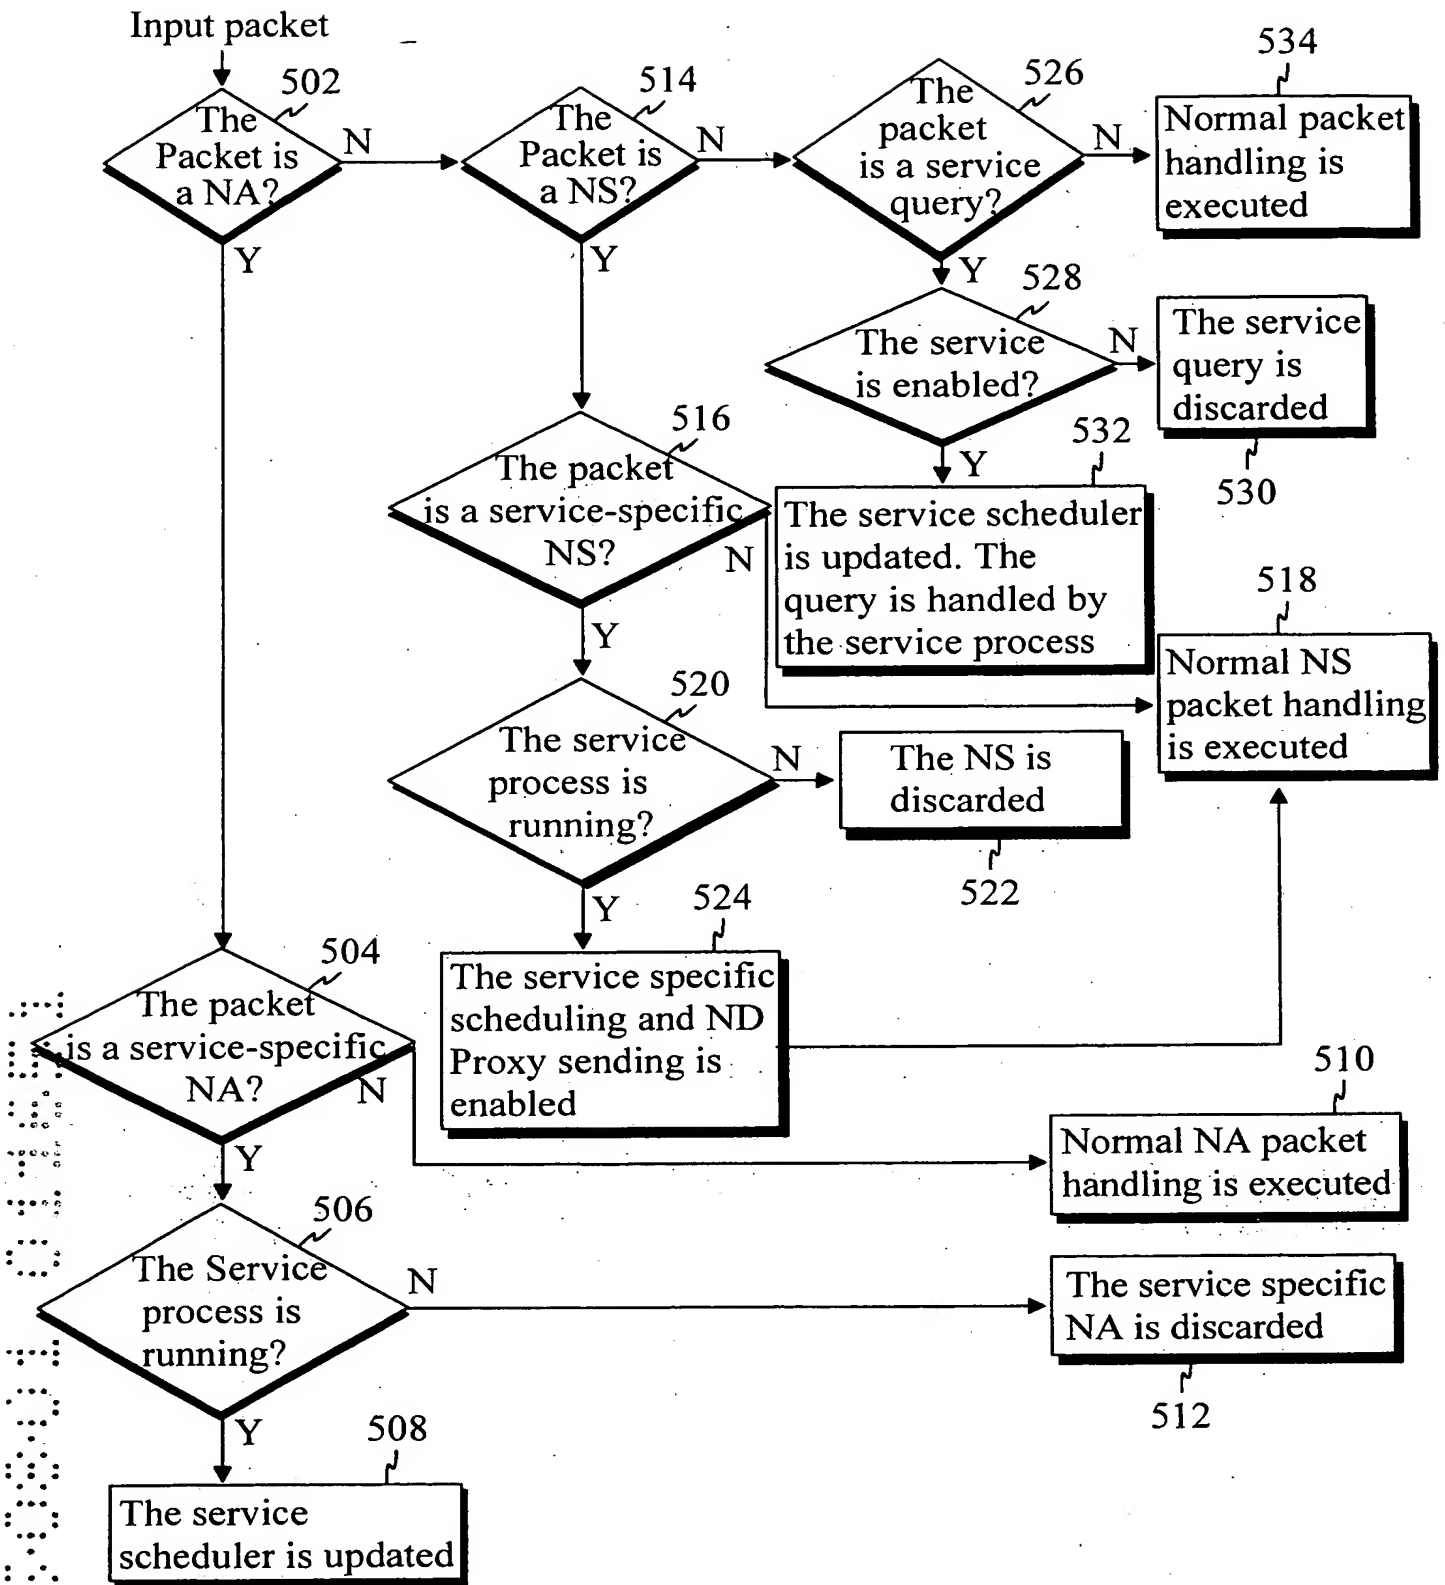 Input packet
502
The
Packet is
a NA?
N
Y
514
The
Packet is
a NS?
N
Y
526
The
packet
is a service
query?
N
Y
534
Normal packet
handling is
executed
528
The service
is enabled?
N
Y
The service
query is
discarded
530
516
The packet
is a service-specific
NS?
N
Y
532
The service scheduler
is updated. The
query is handled by
the service process
518
Normal NS
packet handling
is executed
520
The service
process is
running?
N
Y
The NS is
discarded
522
524
The service specific
scheduling and ND
Proxy sending is
enabled
504
The packet
is a service-specific
NA?
N
Y
510
Normal NA packet
handling is executed
506
The Service
process is
running?
N
Y
The service specific
NA is discarded
512
508
The service
scheduler is updated